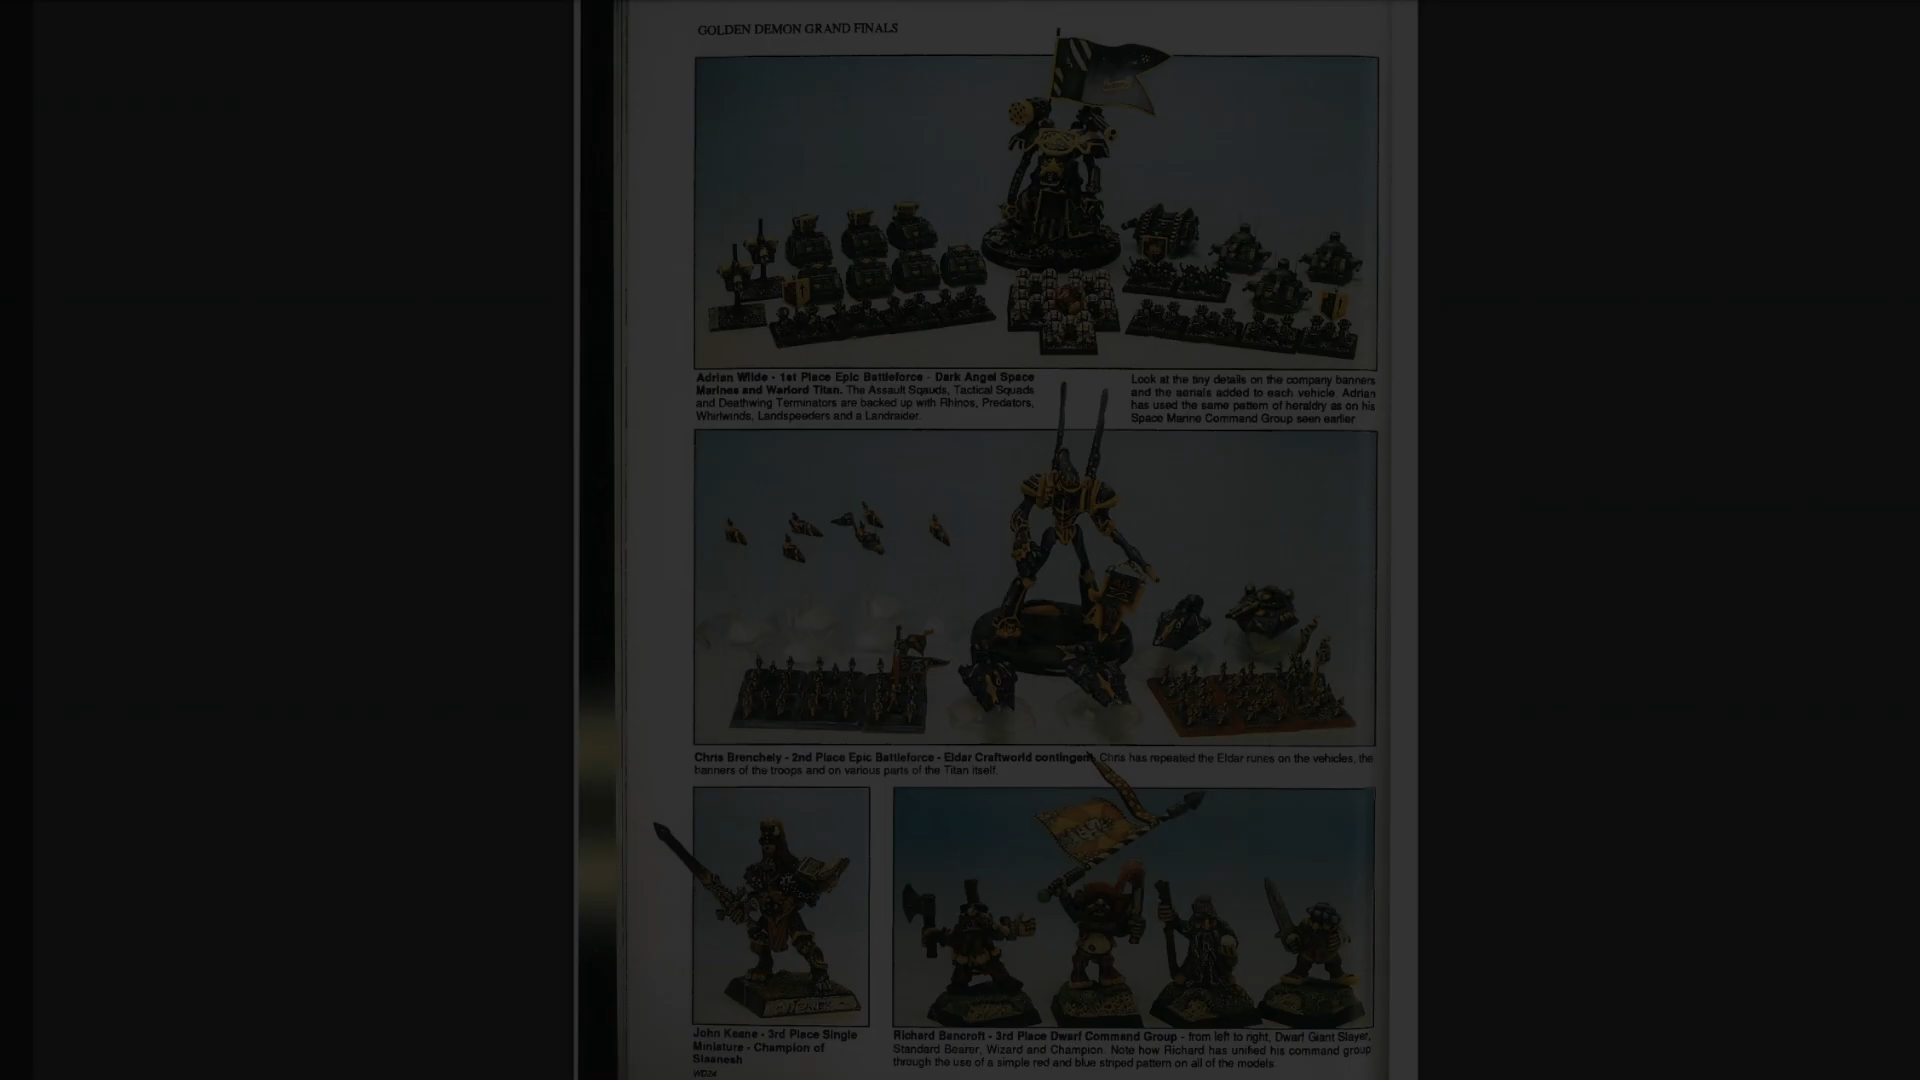 GOLDEN DEMON GRAND FINALS
Adrian Wilde - 1st Place Epic Battleforce - Dark Angel Space
Marines and Warlord Titan. The Assault Sqauds, Tactical Squads
and Deathwing Terminators are backed up with Rhinos, Predators,
Whirlwinds, Landspeeders and a Landraider.
Look at the tiny details on the company banners
and the aerials added to each vehicle. Adrian
has used the same pattern of heraldry as on his
Space Marine Command Group seen earlier
Chris Brenchely - 2nd Place Epic Battleforce - Eldar Craftworld contingent. Chris has repeated the Eldar runes on the vehicles, the
banners of the troops and on various parts of the Titan itself.
John Keane - 3rd Place Single
Miniature - Champion of
Slaanesh
Richard Bancroft - 3rd Place Dwarf Command Group - from left to right, Dwarf Giant Slayer,
Standard Bearer, Wizard and Champion. Note how Richard has unified his command group
through the use of a simple red and blue striped pattern on all of the models.